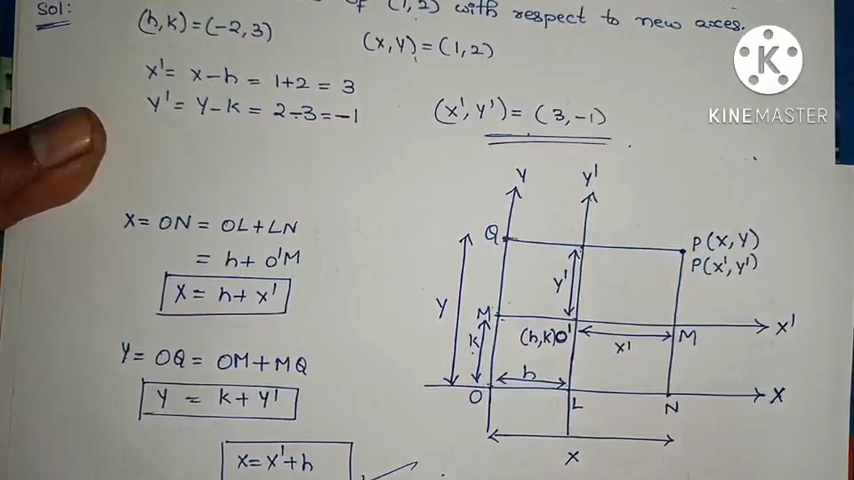 Sol:
of (1,2) with respect to new axes.
(h,k)=(-2,3)
(x,y)=(1,2)
x'= x-h = 1+2 = 3
y'= y-k = 2-3=-1
(x',y')= (3,-1)
K
KINEMASTER
X= ON = OL+LN
= h+O'M
X= h+x'
Y= OQ= OM+MQ
Y = k+y'
x=x'+h
Y
Y'
Q
P(x,y)
P(x',y')
y'
Y
M
(h,k)O'
X'
k
x'
M
h
O
L
N
X
X